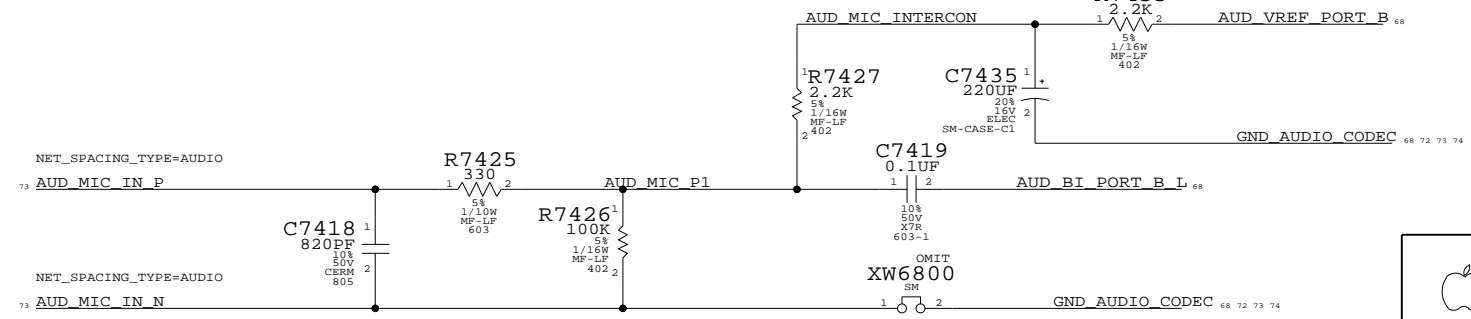 2.2K
AUD_MIC_INTERCON
1
2
AUD_VREF_PORT_B 68
5%
1/16W
MF-LF
402
1
R7427
2.2K
5%
1/16W
MF-LF
402
2
C7435
1
+
220UF
20%
16V
2
ELEC
SM-CASE-C1
GND_AUDIO_CODEC 68 72 73 74
NET_SPACING_TYPE=AUDIO
R7425
330
C7419
0.1UF
73 AUD_MIC_IN_P
1
2
AUD_MIC_P1
1
2
AUD_BI_PORT_B_L 68
5%
1/10W
MF-LF
603
10%
50V
X7R
603-1
C7418
1
820PF
10%
50V
CERM
2
805
R7426
1
100K
5%
1/16W
MF-LF
402
2
NET_SPACING_TYPE=AUDIO
OMIT
XW6800
SM
73 AUD_MIC_IN_N
1
2
GND_AUDIO_CODEC 68 72 73 74